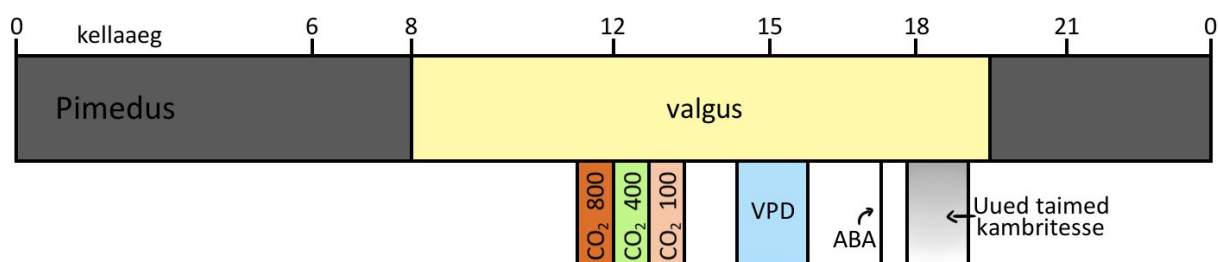 0 6 8 12 15 18 21 0
kellaaeg
Pimedus
valgus
CO₂ 800
CO₂ 400
CO₂ 100
VPD
ABA
Uued taimed
kambritesse